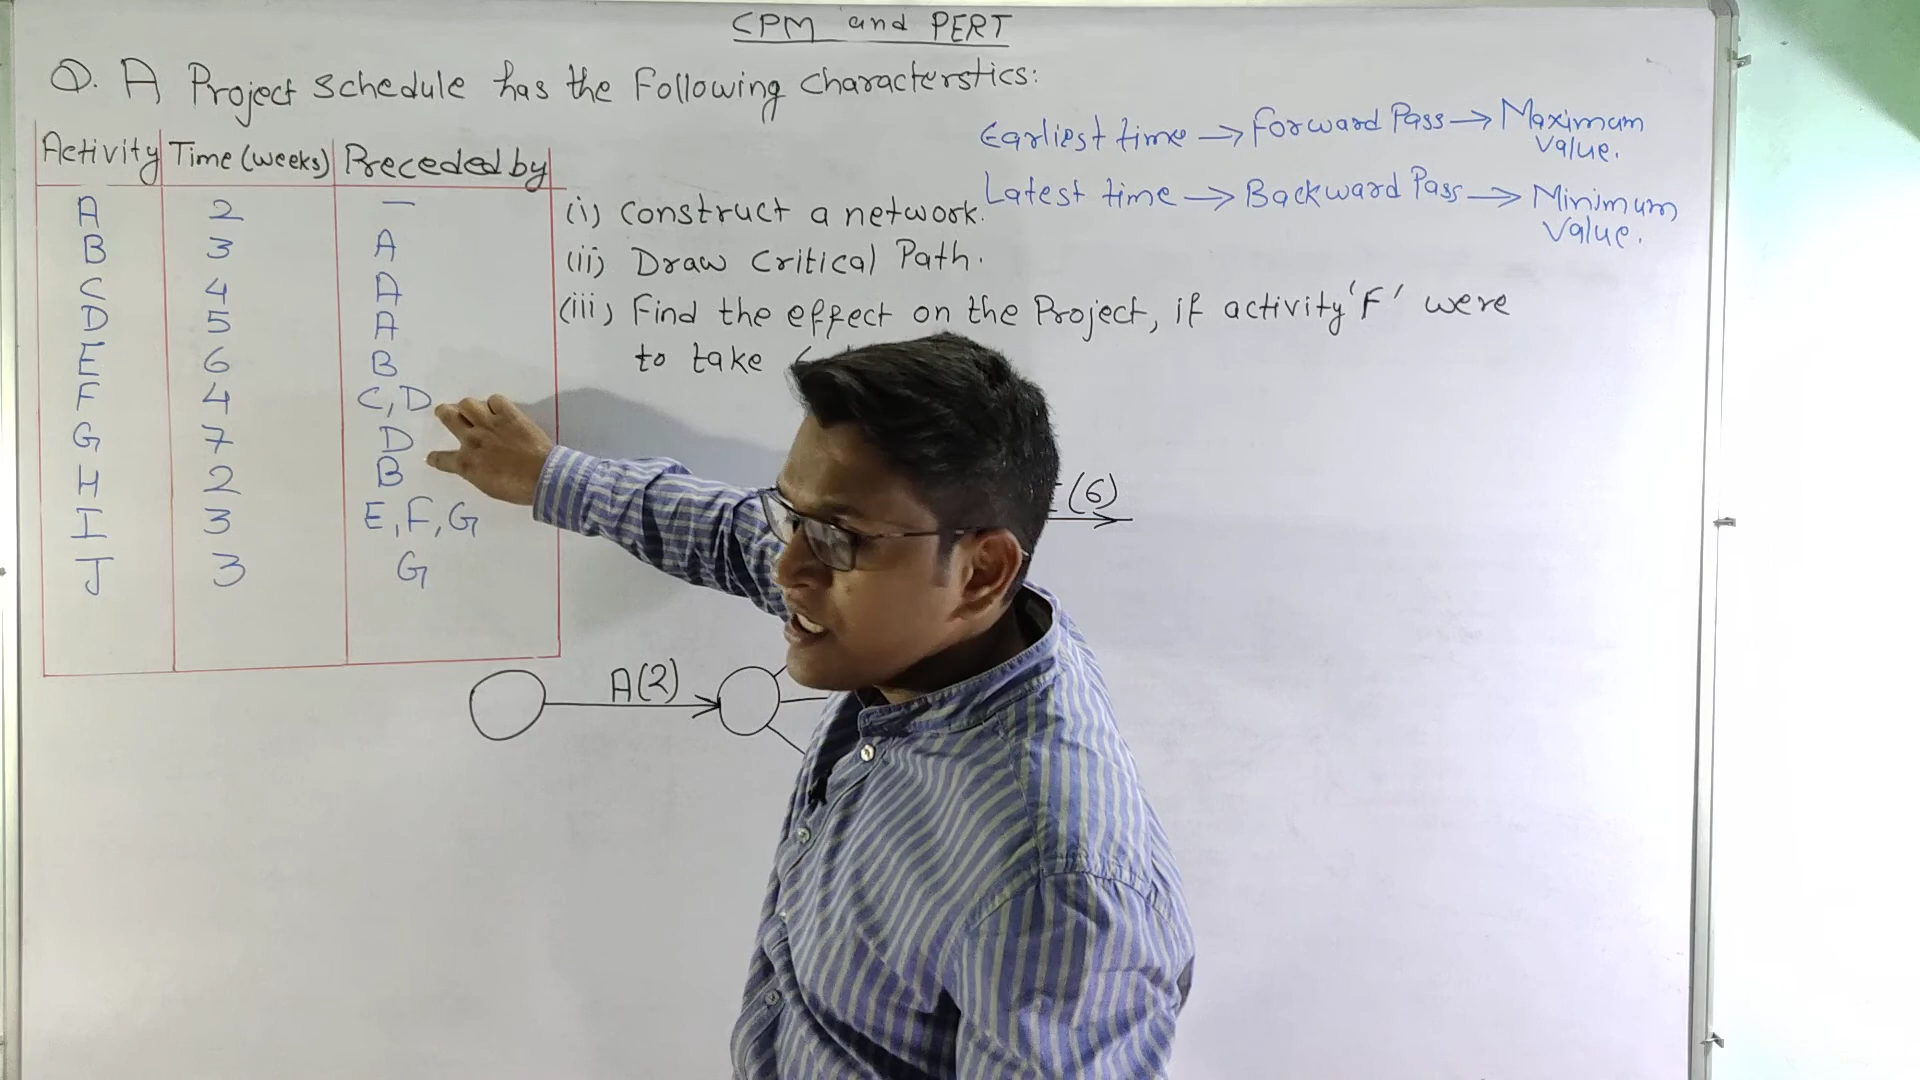 CPM and PERT
Q. A Project schedule has the Following characterstics:
Activity Time (weeks) Preceded by
A 2 —
B 3 A
C 4 A
D 5 A
E 6 B
F 4 C,D
G 7 D
H 2 B
I 3 E,F,G
J 3 G
Earliest time → Forward Pass → Maximum
Value.
Latest time → Backward Pass → Minimum
Value.
(i) Construct a network.
(ii) Draw Critical Path.
(iii) Find the effect on the Project, if activity 'F' were
to take
(6)
A(2)